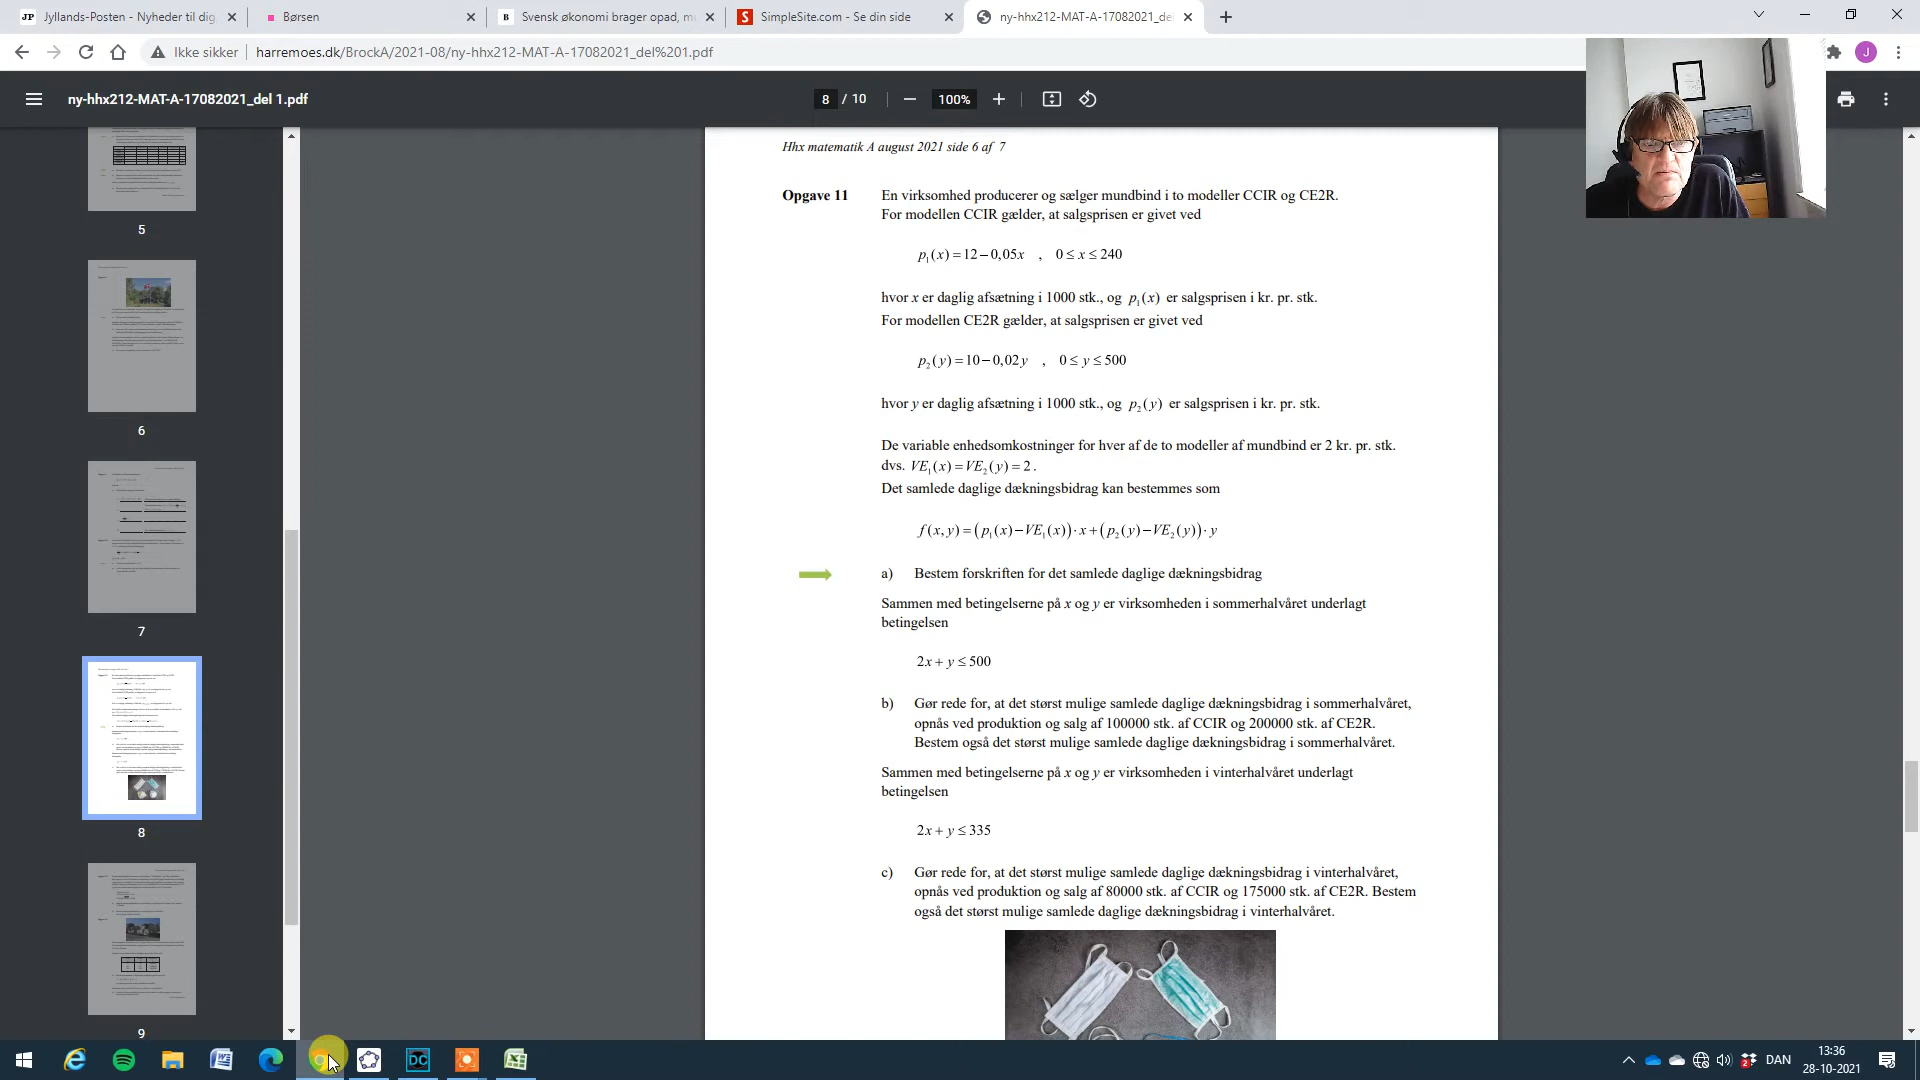 JP Jyllands-Posten - Nyheder til dig
Børsen
B Svensk økonomi brager opad, m
S SimpleSite.com - Se din side
ny-hhx212-MAT-A-17082021_de
Ikke sikker
harremoes.dk/BrockA/2021-08/ny-hhx212-MAT-A-17082021_del%201.pdf
J
ny-hhx212-MAT-A-17082021_del 1.pdf
8 / 10
100%
5
6
7
8
9
Hhx matematik A august 2021 side 6 af 7
Opgave 11 En virksomhed producerer og sælger mundbind i to modeller CCIR og CE2R.
For modellen CCIR gælder, at salgsprisen er givet ved
p₁(x) = 12 − 0,05x , 0 ≤ x ≤ 240
hvor x er daglig afsætning i 1000 stk., og p₁(x) er salgsprisen i kr. pr. stk.
For modellen CE2R gælder, at salgsprisen er givet ved
p₂(y) = 10 − 0,02y , 0 ≤ y ≤ 500
hvor y er daglig afsætning i 1000 stk., og p₂(y) er salgsprisen i kr. pr. stk.
De variable enhedsomkostninger for hver af de to modeller af mundbind er 2 kr. pr. stk.
dvs. VE₁(x) = VE₂(y) = 2.
Det samlede daglige dækningsbidrag kan bestemmes som
f(x, y) = (p₁(x) − VE₁(x)) · x + (p₂(y) − VE₂(y)) · y
a) Bestem forskriften for det samlede daglige dækningsbidrag
Sammen med betingelserne på x og y er virksomheden i sommerhalvåret underlagt
betingelsen
2x + y ≤ 500
b) Gør rede for, at det størst mulige samlede daglige dækningsbidrag i sommerhalvåret,
opnås ved produktion og salg af 100000 stk. af CCIR og 200000 stk. af CE2R.
Bestem også det størst mulige samlede daglige dækningsbidrag i sommerhalvåret.
Sammen med betingelserne på x og y er virksomheden i vinterhalvåret underlagt
betingelsen
2x + y ≤ 335
c) Gør rede for, at det størst mulige samlede daglige dækningsbidrag i vinterhalvåret,
opnås ved produktion og salg af 80000 stk. af CCIR og 175000 stk. af CE2R. Bestem
også det størst mulige samlede daglige dækningsbidrag i vinterhalvåret.
DC
DAN
13:36
28-10-2021